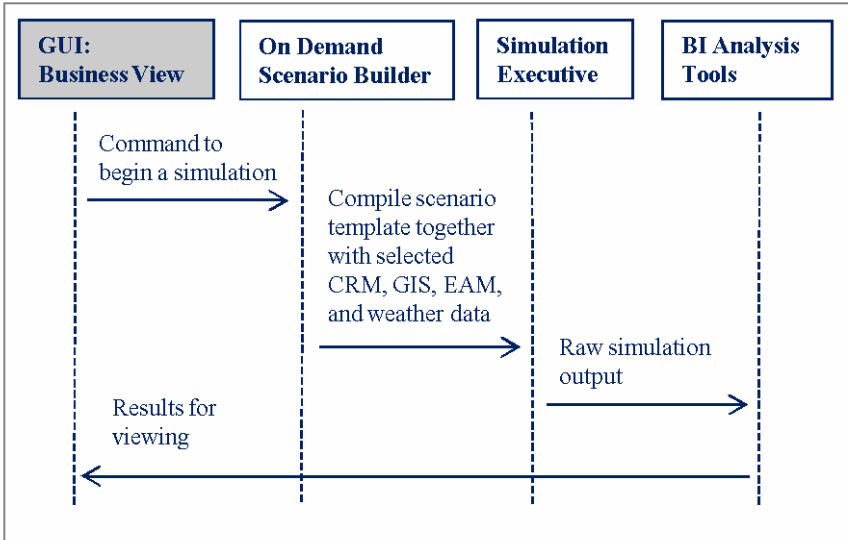 GUI:
Business View
On Demand
Scenario Builder
Simulation
Executive
BI Analysis
Tools
Command to
begin a simulation
Compile scenario
template together
with selected
CRM, GIS, EAM,
and weather data
Raw simulation
output
Results for
viewing